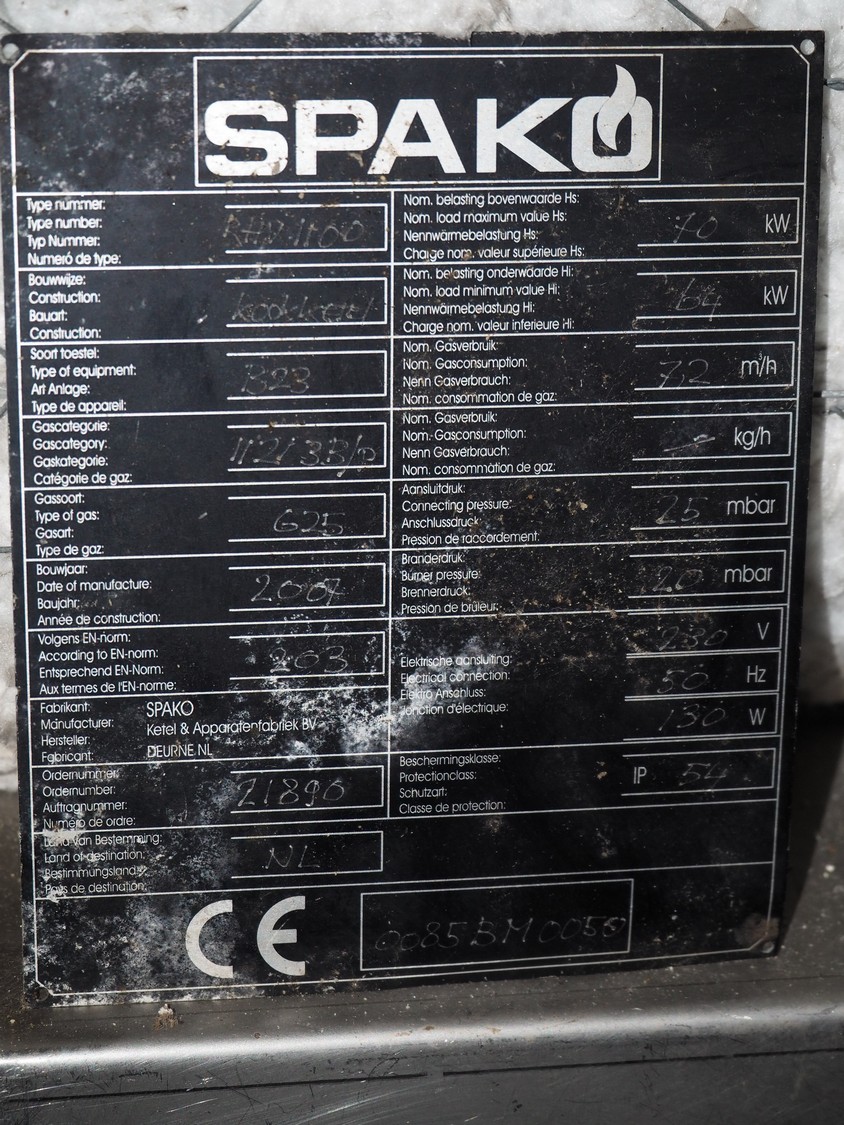 SPAKO
Type nummer:
Type number:
Typ Nummer:
Numeró de type:
Bouwwijze:
Construction:
Bauart:
Construction:
kookketel
Soort toestel:
Type of equipment:
Art Anlage:
Type de appareil:
B23
Gascategorie:
Gascategory:
Gaskategorie:
Catégorie de gaz:
Gassoort:
Type of gas:
Gasart:
Type de gaz:
G25
Bouwjaar:
Date of manufacture:
Baujahr:
Année de construction:
2007
Volgens EN-norm:
According to EN-norm:
Entsprechend EN-Norm:
Aux termes de l'EN-norme:
203
Fabrikant:
Manufacturer:
Hersteller:
Fabricant:
SPAKO
Ketel & Apparatenfabriek BV
DEURNE NL
Ordernummer:
Ordernumber:
Auftragnummer:
Numéro de ordre:
21890
Land van Bestemming:
Land of destination:
Bestimmungsland:
Pays de destination:
NL
Nom. belasting bovenwaarde Hs:
Nom. load maximum value Hs:
Nennwärmebelastung Hs:
Charge nom. valeur supérieure Hs:
70 kW
Nom. belasting onderwaarde Hi:
Nom. load minimum value Hi:
Nennwärmebelastung Hi:
Charge nom. valeur inferieure Hi:
64 kW
Nom. Gasverbruik:
Nom. Gasconsumption:
Nenn Gasverbrauch:
Nom. consommation de gaz:
7,2 m³/h
Nom. Gasverbruik:
Nom. Gasconsumption:
Nenn Gasverbrauch:
Nom. consommation de gaz:
— kg/h
Aansluitdruk:
Connecting pressure:
Anschlussdruck:
Pression de raccordement:
25 mbar
Branderdruk:
Burner pressure:
Brennerdruck:
Pression de brûleur:
20 mbar
Elektrische aansluiting:
Electrical connection:
Elektro Anschluss:
Jonction d'électrique:
230 V
50 Hz
130 W
Beschermingsklasse:
Protectionclass:
Schutzart:
Classe de protection:
IP 54
CE
0085BM0050